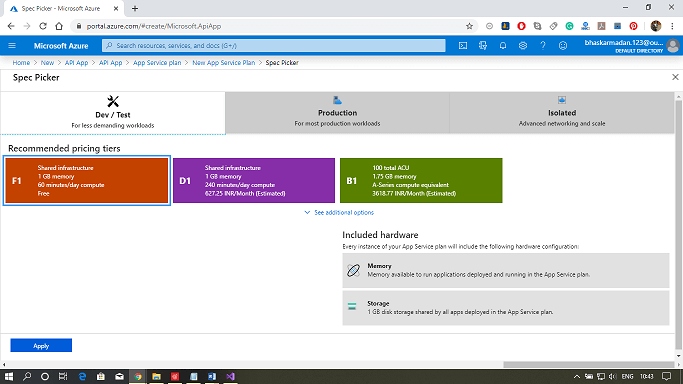 Spec Picker - Microsoft Azure
portal.azure.com/#create/Microsoft.ApiApp
Microsoft Azure
Search resources, services, and docs (G+/)
bhaskarmadan.123@ou...
DEFAULT DIRECTORY
Home > New > API App > API App > App Service plan > New App Service Plan > Spec Picker
Spec Picker
Dev / Test
For less demanding workloads
Production
For most production workloads
Isolated
Advanced networking and scale
Recommended pricing tiers
F1
Shared infrastructure
1 GB memory
60 minutes/day compute
Free
D1
Shared infrastructure
1 GB memory
240 minutes/day compute
627.25 INR/Month (Estimated)
B1
100 total ACU
1.75 GB memory
A-Series compute equivalent
3618.77 INR/Month (Estimated)
See additional options
Included hardware
Every instance of your App Service plan will include the following hardware configuration:
Memory
Memory available to run applications deployed and running in the App Service plan.
Storage
1 GB disk storage shared by all apps deployed in the App Service plan.
Apply
ENG
10:43